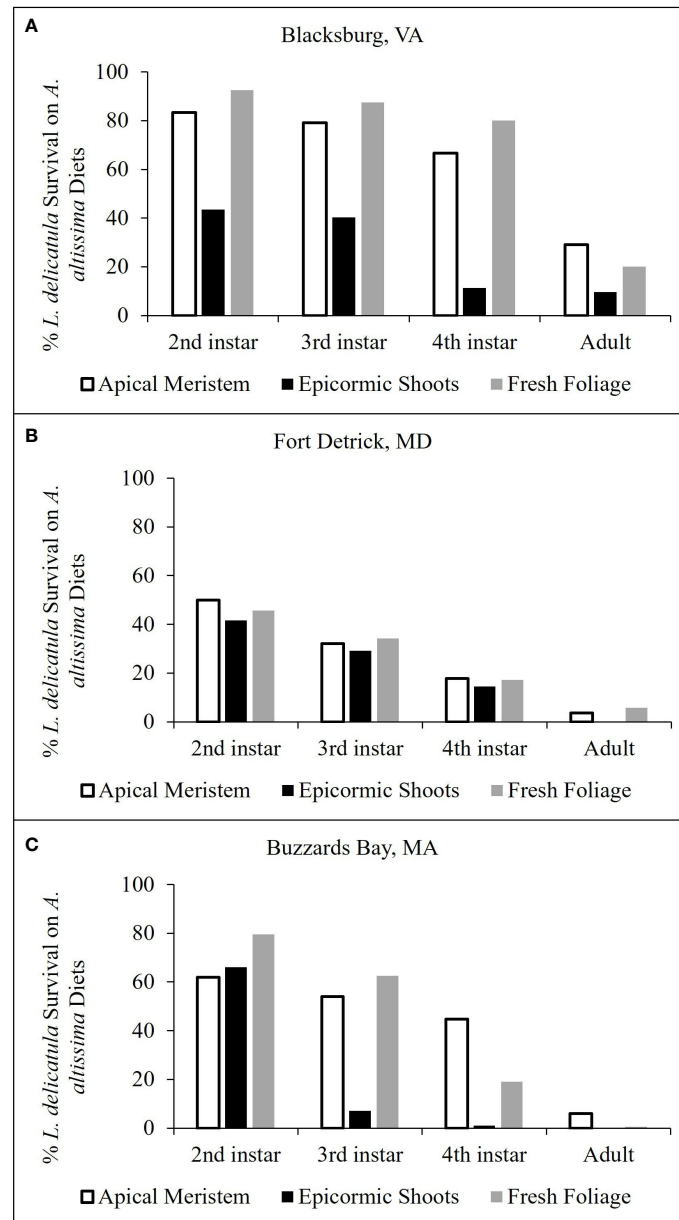 A
Blacksburg, VA
% L. delicatula Survival on A.
altissima Diets
100
80
60
40
20
0
2nd instar 3rd instar 4th instar Adult
Apical Meristem Epicormic Shoots Fresh Foliage
B
Fort Detrick, MD
% L. delicatula Survival on A.
altissima Diets
100
80
60
40
20
0
2nd instar 3rd instar 4th instar Adult
Apical Meristem Epicormic Shoots Fresh Foliage
C
Buzzards Bay, MA
% L. delicatula Survival on A.
altissima Diets
100
80
60
40
20
0
2nd instar 3rd instar 4th instar Adult
Apical Meristem Epicormic Shoots Fresh Foliage